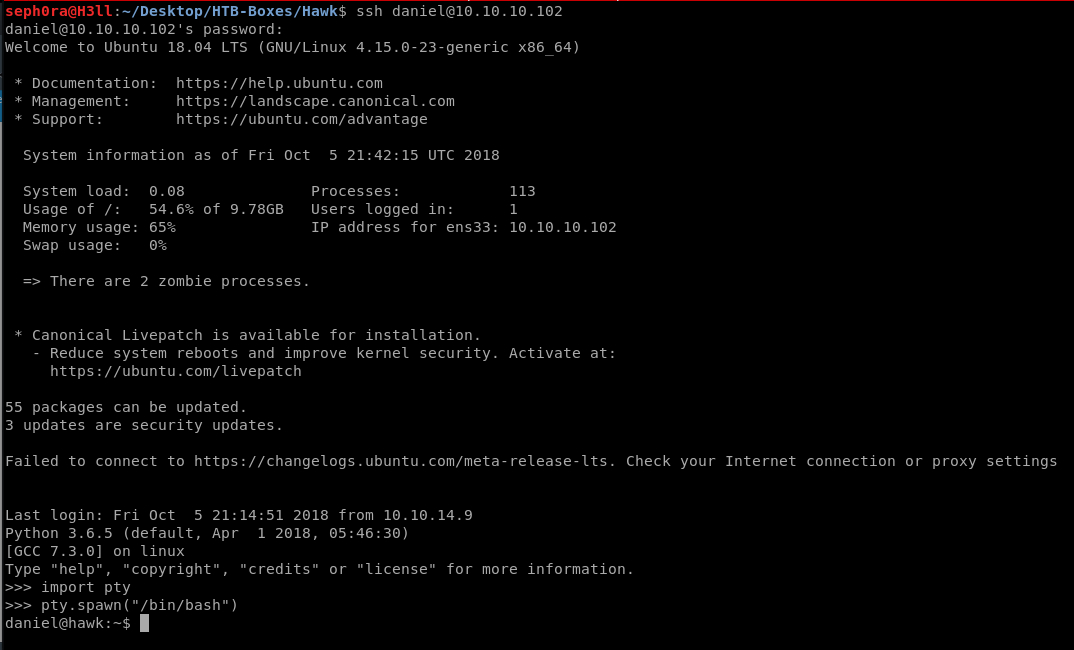 seph0ra@H3ll:~/Desktop/HTB-Boxes/Hawk$ ssh daniel@10.10.10.102
daniel@10.10.10.102's password:
Welcome to Ubuntu 18.04 LTS (GNU/Linux 4.15.0-23-generic x86_64)

 * Documentation:  https://help.ubuntu.com
 * Management:     https://landscape.canonical.com
 * Support:        https://ubuntu.com/advantage

  System information as of Fri Oct  5 21:42:15 UTC 2018

  System load:  0.08              Processes:            113
  Usage of /:   54.6% of 9.78GB   Users logged in:      1
  Memory usage: 65%               IP address for ens33: 10.10.10.102
  Swap usage:   0%

  => There are 2 zombie processes.


 * Canonical Livepatch is available for installation.
   - Reduce system reboots and improve kernel security. Activate at:
     https://ubuntu.com/livepatch

55 packages can be updated.
3 updates are security updates.

Failed to connect to https://changelogs.ubuntu.com/meta-release-lts. Check your Internet connection or proxy settings


Last login: Fri Oct  5 21:14:51 2018 from 10.10.14.9
Python 3.6.5 (default, Apr  1 2018, 05:46:30)
[GCC 7.3.0] on linux
Type "help", "copyright", "credits" or "license" for more information.
>>> import pty
>>> pty.spawn("/bin/bash")
daniel@hawk:~$